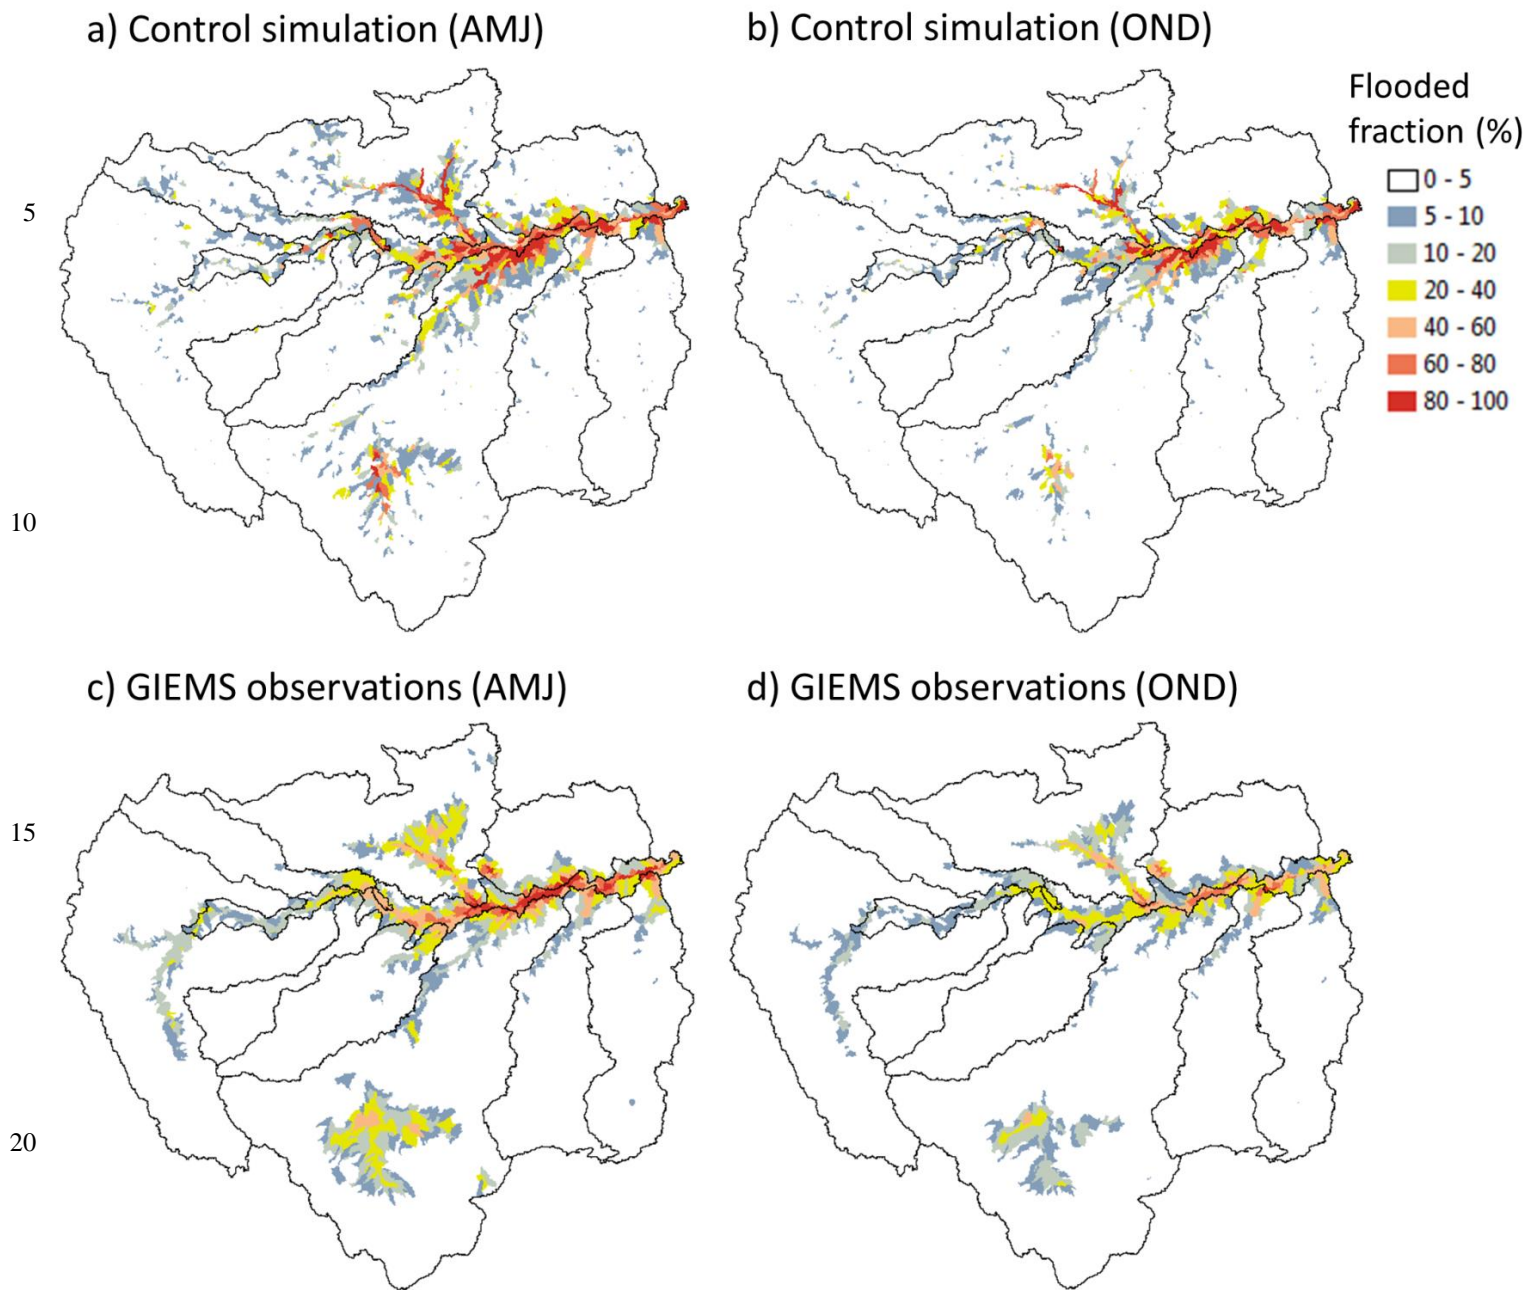 a) Control simulation (AMJ)
b) Control simulation (OND)
Flooded
fraction (%)
0 - 5
5 - 10
10 - 20
20 - 40
40 - 60
60 - 80
80 - 100
5
10
c) GIEMS observations (AMJ)
d) GIEMS observations (OND)
15
20